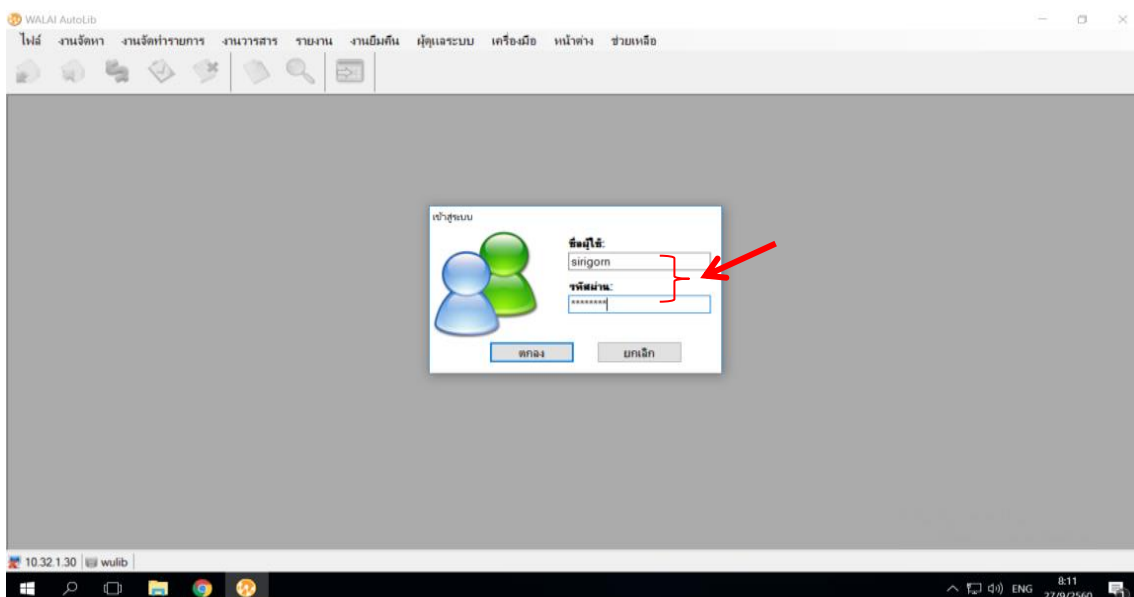 WALAI AutoLib
ไฟล์ งานจัดหา งานจัดทำรายการ งานวารสาร รายงาน งานยืมคืน ผู้ดูแลระบบ เครื่องมือ หน้าต่าง ช่วยเหลือ
เข้าสู่ระบบ
ชื่อผู้ใช้:
sirigorn
รหัสผ่าน:
********
ตกลง ยกเลิก
10.32.1.30 wulib
ENG 8:11
27/9/2560